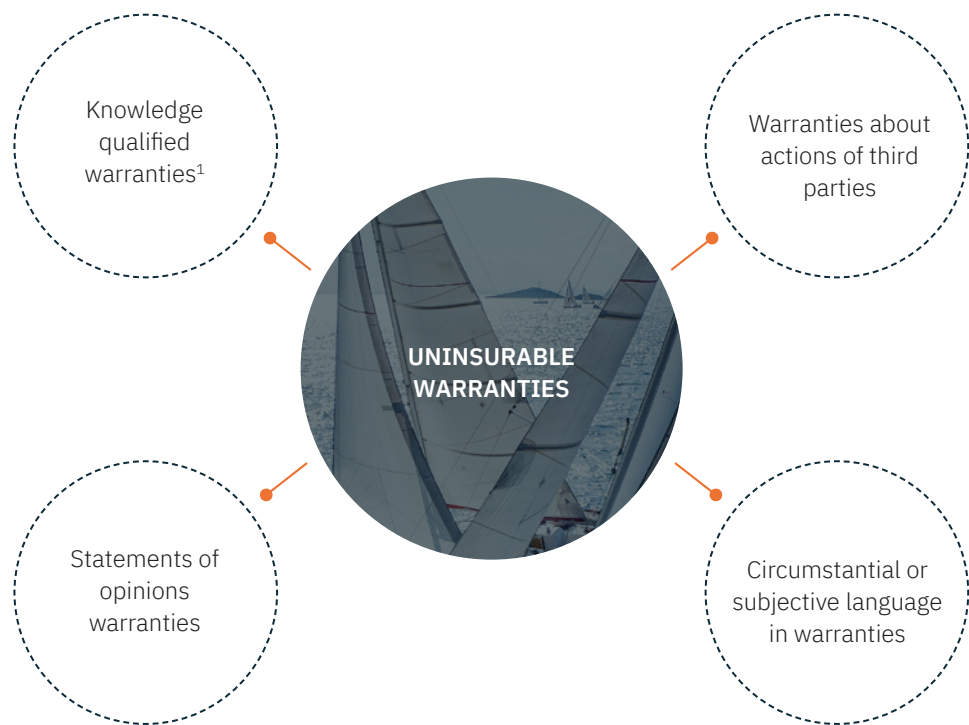 Knowledge
qualified
warranties¹
Warranties about
actions of third
parties
UNINSURABLE
WARRANTIES
Statements of
opinions
warranties
Circumstantial or
subjective language
in warranties